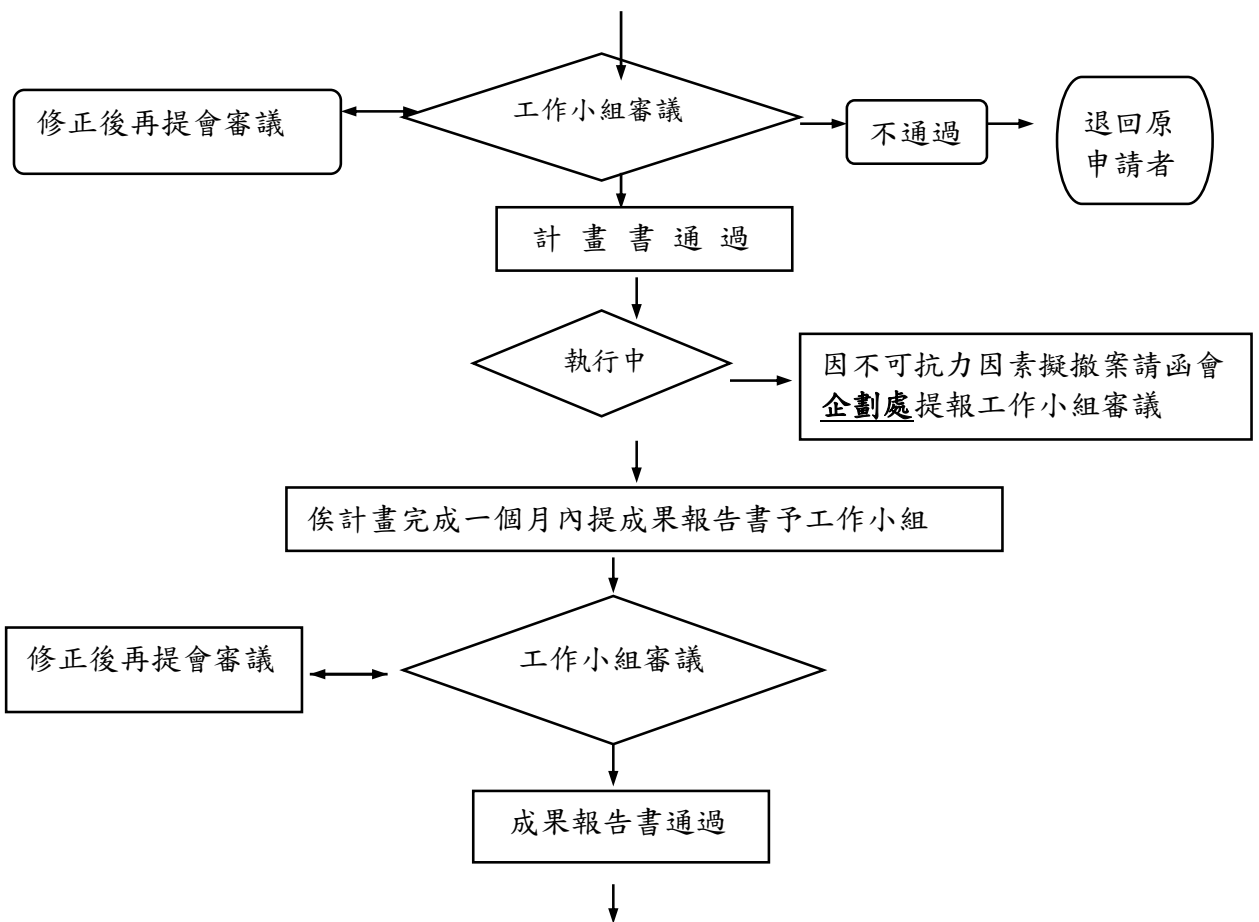 工作小組審議
修正後再提會審議
不通過
退回原
申請者
計畫書通過
執行中
因不可抗力因素擬撤案請函會
企劃處提報工作小組審議
俟計畫完成一個月內提成果報告書予工作小組
工作小組審議
修正後再提會審議
成果報告書通過